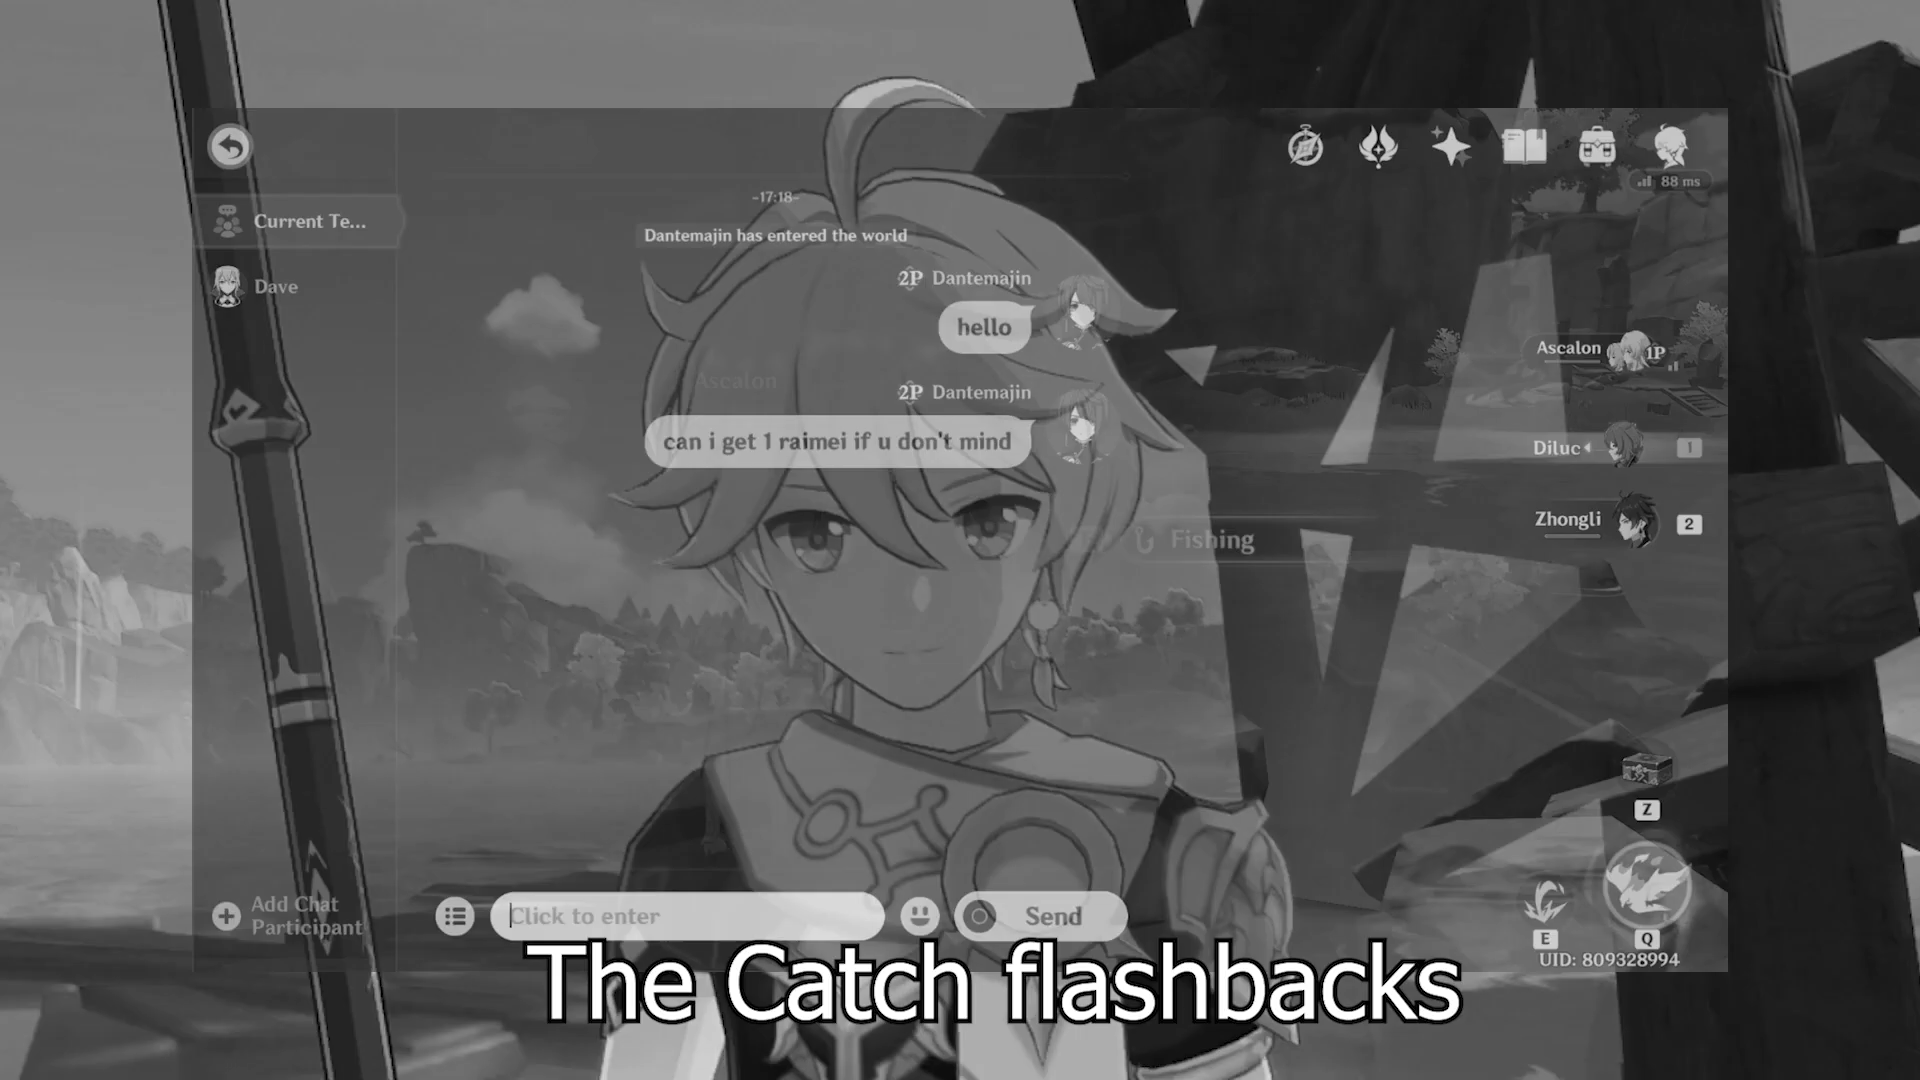 88 ms
Current Te...
-17:18-
Dantemajin has entered the world
Dave
2P Dantemajin
hello
Ascalon 1P
Ascalon
2P Dantemajin
can i get 1 raimei if u don't mind
Diluc 1
Zhongli 2
Fishing
Z
Add Chat
Participant
Click to enter
Send
E
Q
UID: 809328994
The Catch flashbacks